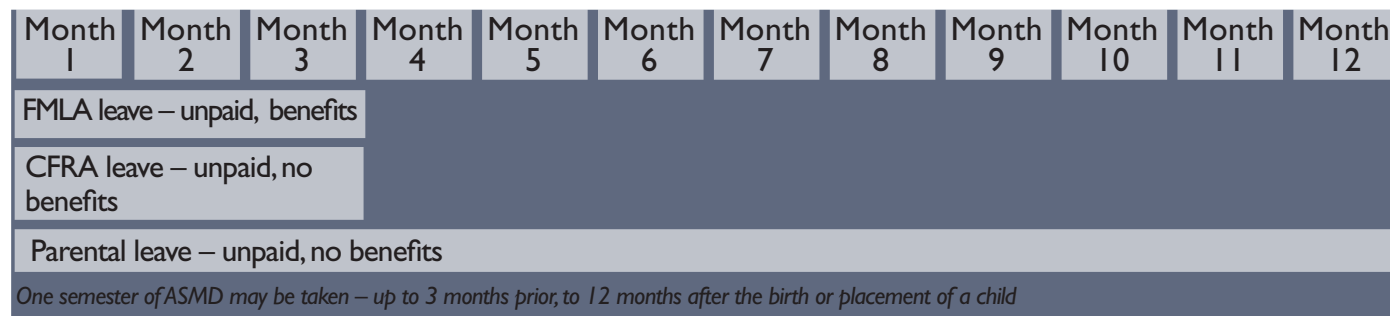 Month Month Month Month Month Month Month Month Month Month Month Month
1 2 3 4 5 6 7 8 9 10 11 12
FMLA leave – unpaid, benefits
CFRA leave – unpaid, no
benefits
Parental leave – unpaid, no benefits
One semester of ASMD may be taken – up to 3 months prior, to 12 months after the birth or placement of a child